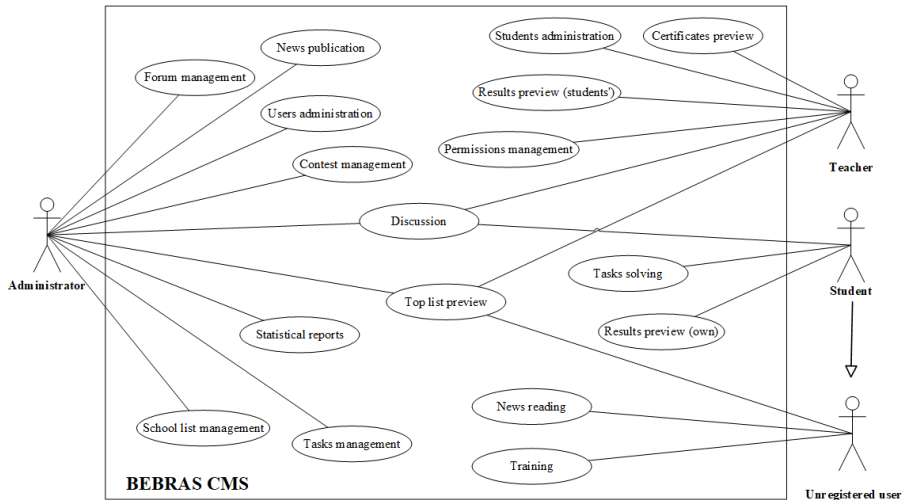 Students administration
Certificates preview
News publication
Forum management
Results preview (students')
Users administration
Permissions management
Teacher
Contest management
Discussion
Tasks solving
Administrator
Student
Top list preview
Statistical reports
Results preview (own)
News reading
School list management
Tasks management
Training
BEBRAS CMS
Unregistered user